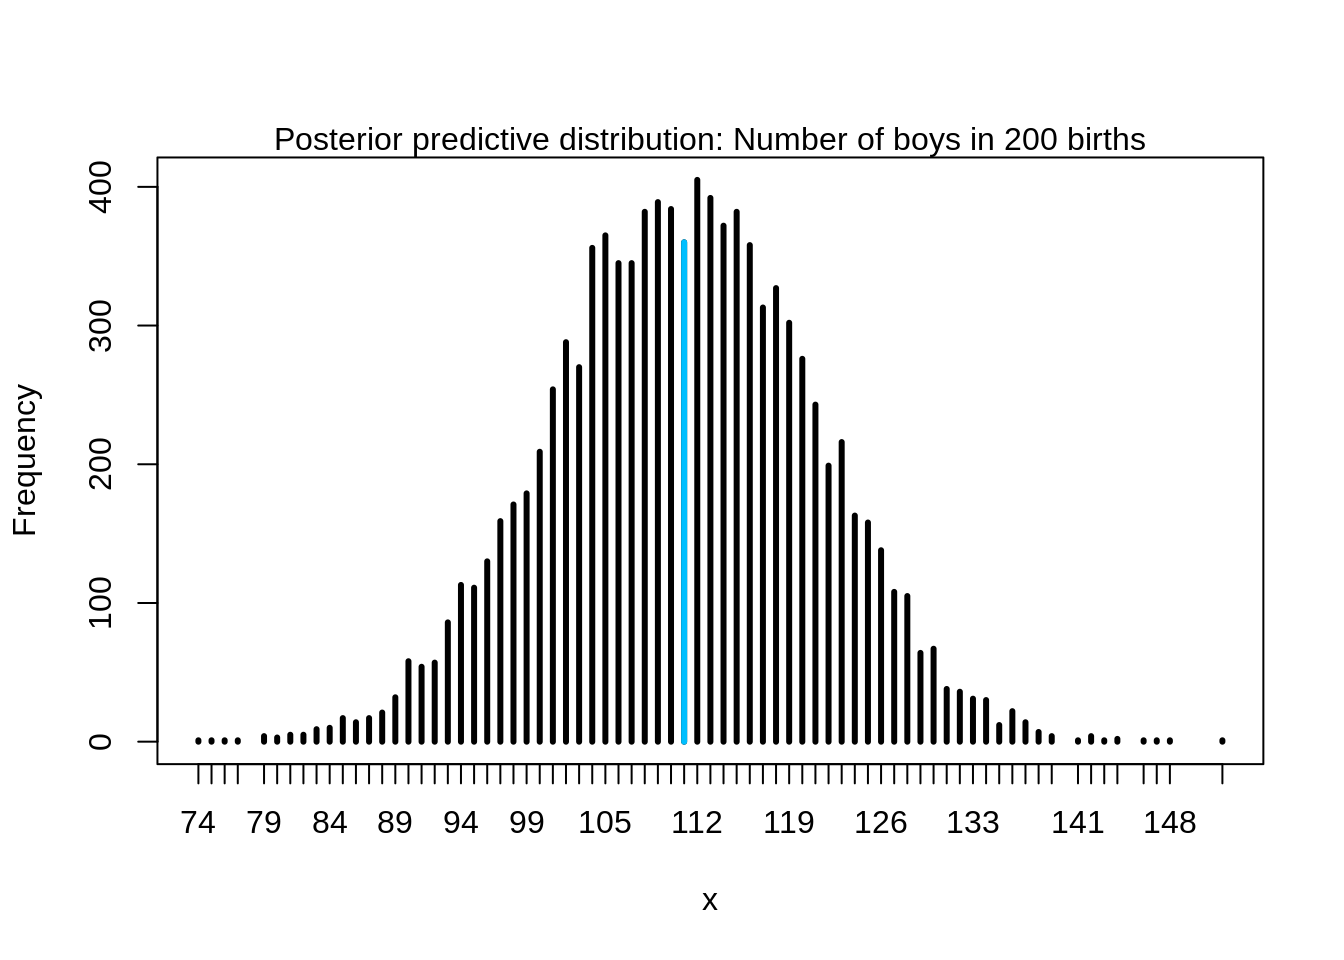 Posterior predictive distribution: Number of boys in 200 births
400
300
200
100
0
Frequency
74 79 84 89 94 99 105 112 119 126 133 141 148
x